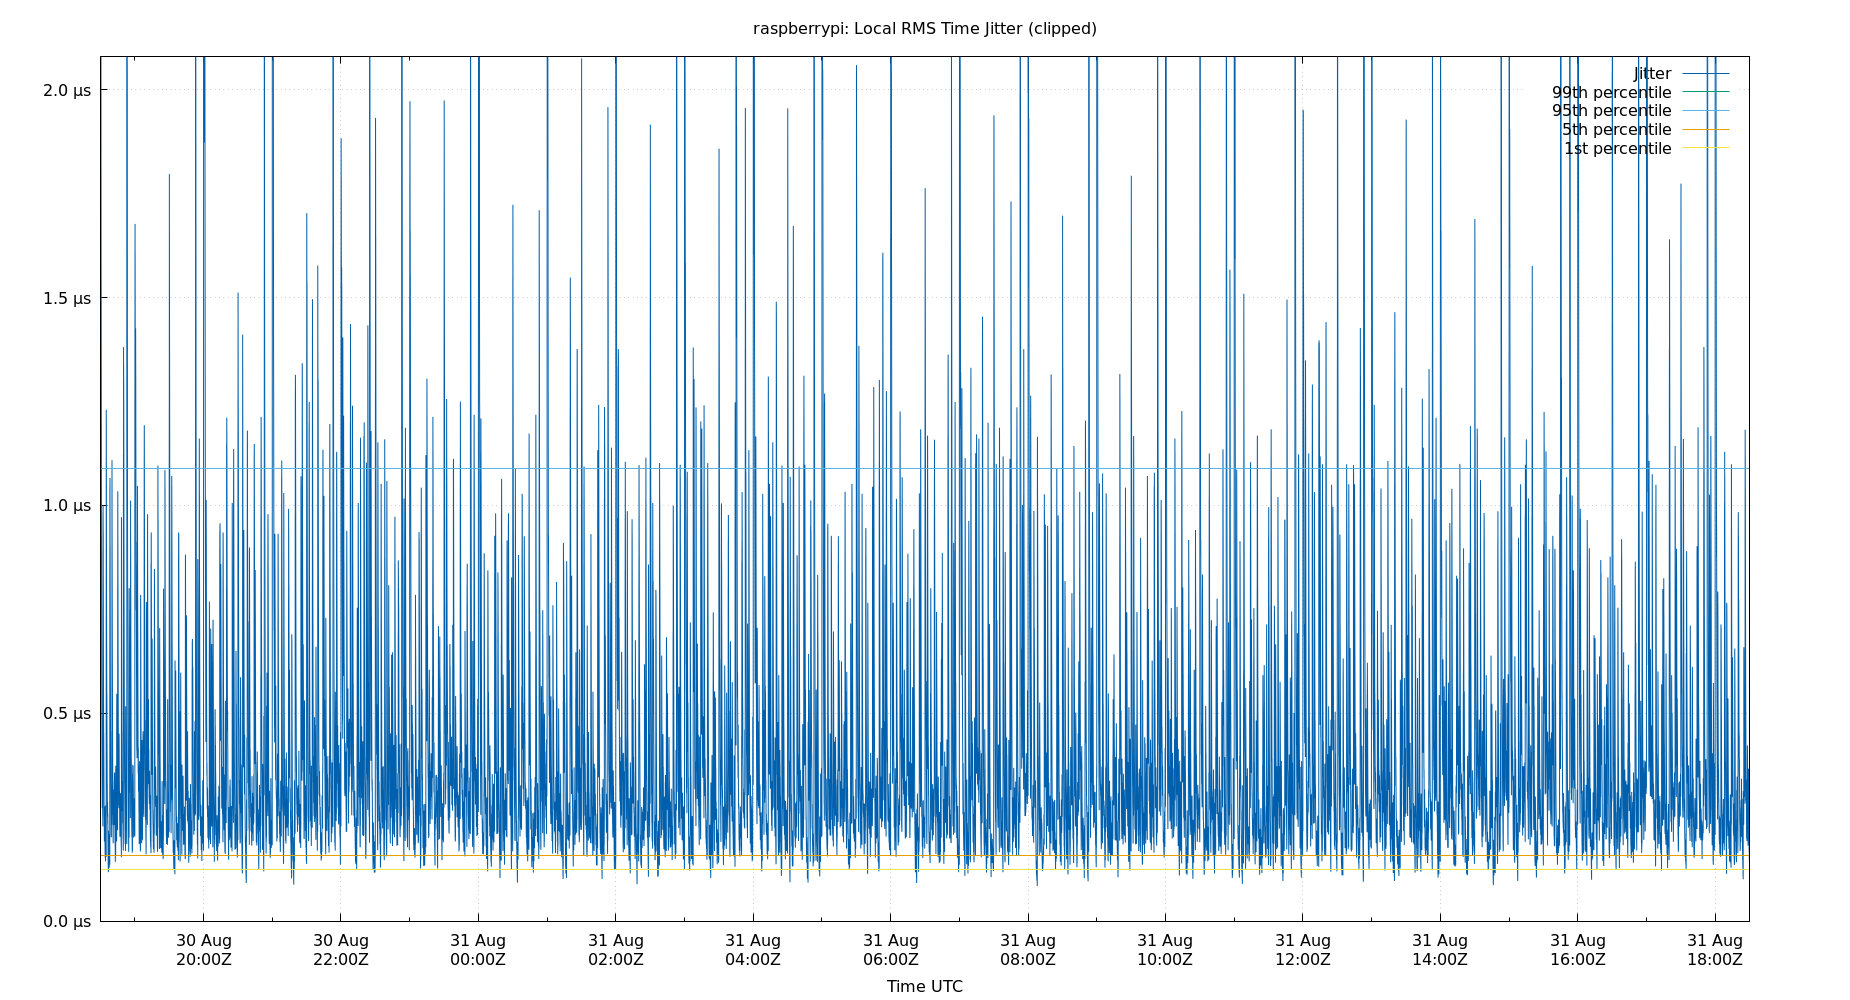 raspberrypi: Local RMS Time Jitter (clipped)
Jitter
99th percentile
95th percentile
5th percentile
1st percentile
2.0 µs
1.5 µs
1.0 µs
0.5 µs
0.0 µs
30 Aug 30 Aug 31 Aug 31 Aug 31 Aug 31 Aug 31 Aug 31 Aug 31 Aug 31 Aug 31 Aug 31 Aug
20:00Z 22:00Z 00:00Z 02:00Z 04:00Z 06:00Z 08:00Z 10:00Z 12:00Z 14:00Z 16:00Z 18:00Z
Time UTC